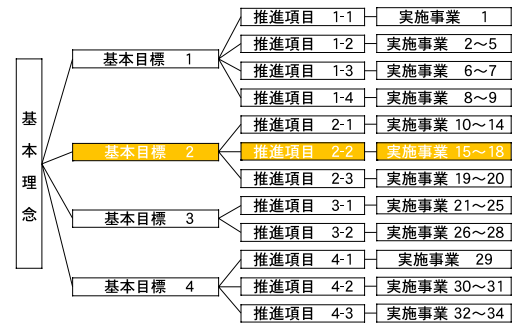 基本理念
基本目標　1
推進項目　1-1　実施事業　1
推進項目　1-2　実施事業　2～5
推進項目　1-3　実施事業　6～7
推進項目　1-4　実施事業　8～9
基本目標　2
推進項目　2-1　実施事業 10～14
推進項目　2-2　実施事業 15～18
推進項目　2-3　実施事業 19～20
基本目標　3
推進項目　3-1　実施事業 21～25
推進項目　3-2　実施事業 26～28
基本目標　4
推進項目　4-1　実施事業　29
推進項目　4-2　実施事業 30～31
推進項目　4-3　実施事業 32～34